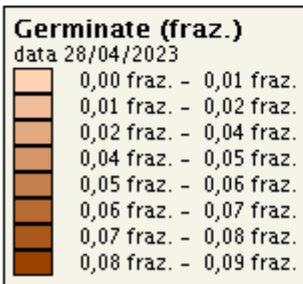 Germinate (fraz.)
data 28/04/2023
0,00 fraz. - 0,01 fraz.
0,01 fraz. - 0,02 fraz.
0,02 fraz. - 0,04 fraz.
0,04 fraz. - 0,05 fraz.
0,05 fraz. - 0,06 fraz.
0,06 fraz. - 0,07 fraz.
0,07 fraz. - 0,08 fraz.
0,08 fraz. - 0,09 fraz.